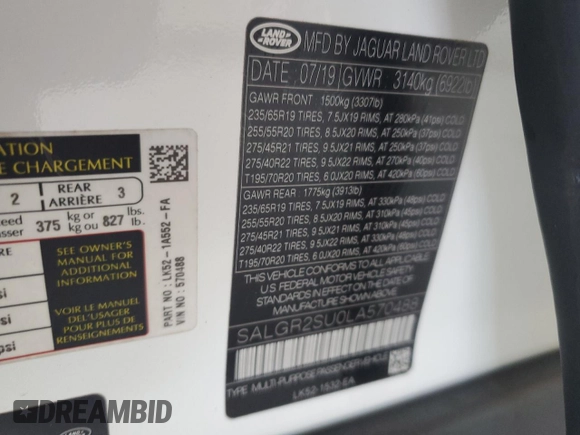 ATION
E CHARGEMENT
2 REAR ARRIÈRE 3
ceed 375 kg or 827 lbs.
asser kg ou lb.
SEE OWNER'S
MANUAL FOR
ADDITIONAL
INFORMATION
VOIR LE MANUEL
DEL'USAGER POUR
PLUS DE
RENSEIGNEMENTS
psi
PART NO : LK52-1A552-FA
V/N NO : 570488
LAND ROVER
MFD BY JAGUAR LAND ROVER LTD
DATE 07/19 GVWR 3140kg (6922lb)
GAWR FRONT 1500kg (3307lb)
235/65R19 TIRES, 7.5JX19 RIMS, AT 280kPa (41psi) COLD
255/55R20 TIRES, 8.5JX20 RIMS, AT 250kPa (37psi) COLD
275/45R21 TIRES, 9.5JX21 RIMS, AT 250kPa (37psi) COLD
275/40R22 TIRES, 9.5JX22 RIMS, AT 270kPa (40psi) COLD
T195/70R20 TIRES, 6.0JX20 RIMS, AT 420kPa (60psi) COLD
GAWR REAR 1775kg (3913lb)
235/65R19 TIRES, 7.5JX19 RIMS, AT 330kPa (48psi) COLD
255/55R20 TIRES, 8.5JX20 RIMS, AT 310kPa (45psi) COLD
275/45R21 TIRES, 9.5JX21 RIMS, AT 310kPa (45psi) COLD
275/40R22 TIRES, 9.5JX22 RIMS, AT 330kPa (48psi) COLD
T195/70R20 TIRES, 6.0JX20 RIMS, AT 420kPa (60psi) COLD
THIS VEHICLE CONFORMS TO ALL APPLICABLE
U.S. FEDERAL MOTOR VEHICLE SAFETY
STANDARDS IN EFFECT ON THE DATE OF
MANUFACTURE SHOWN ABOVE
SALGR2SU0LA570488
TYPE MULTI-PURPOSE PASSENGER VEHICLE
LK52-1532-EA
DREAMBID